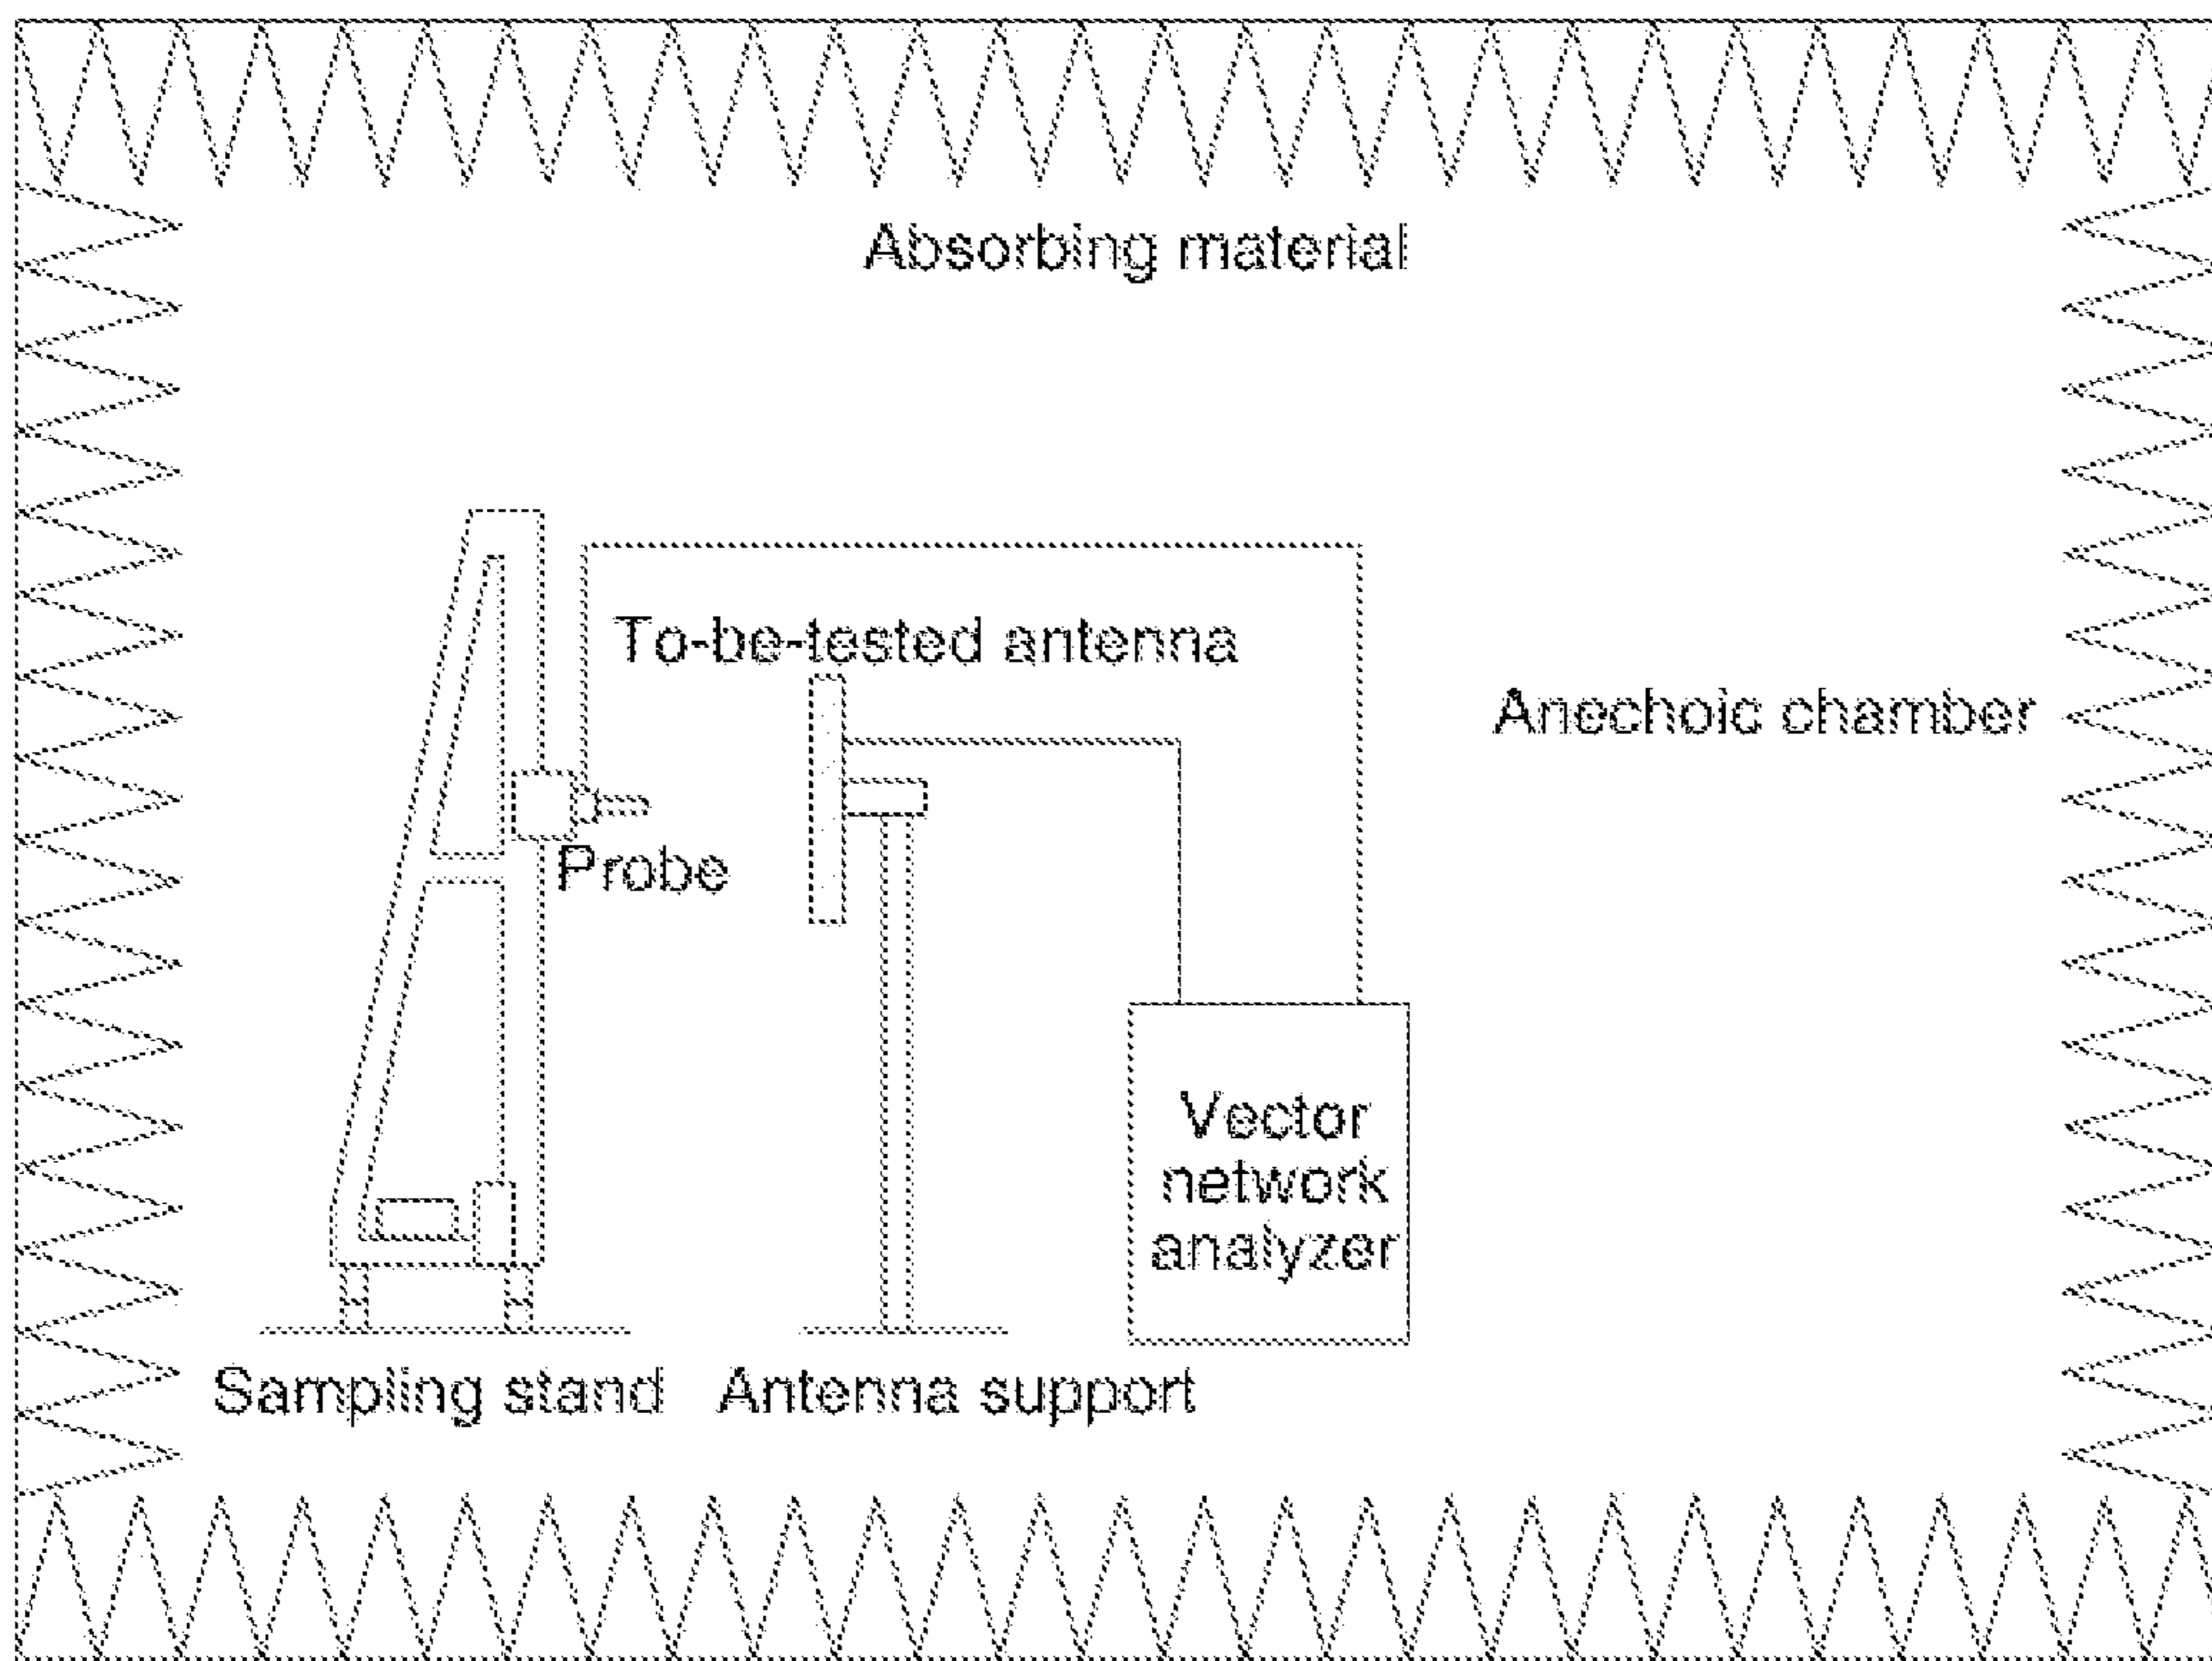 Absorbing material
To-be-tested antenna
Anechoic chamber
Probe
Vector
network
analyzer
Sampling stand
Antenna support